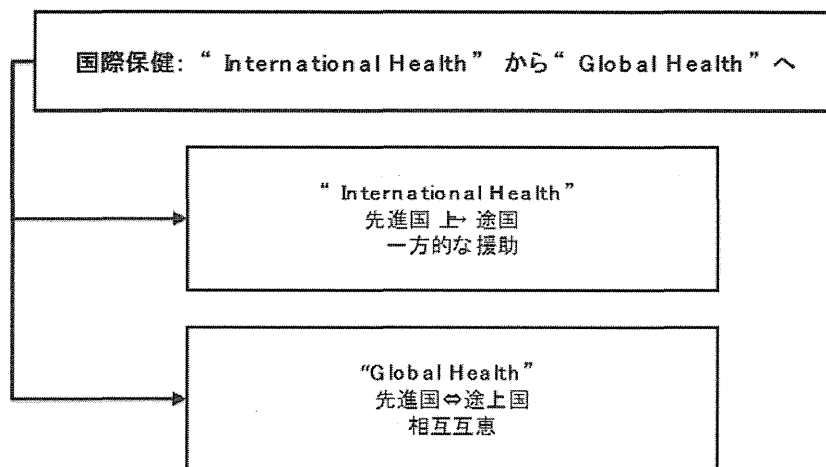 国際保健: “ International Health” から“ Global Health” へ
“ International Health”
先進国 上→ 途国
一方的な援助
“Global Health”
先進国⇔途上国
相互互恵